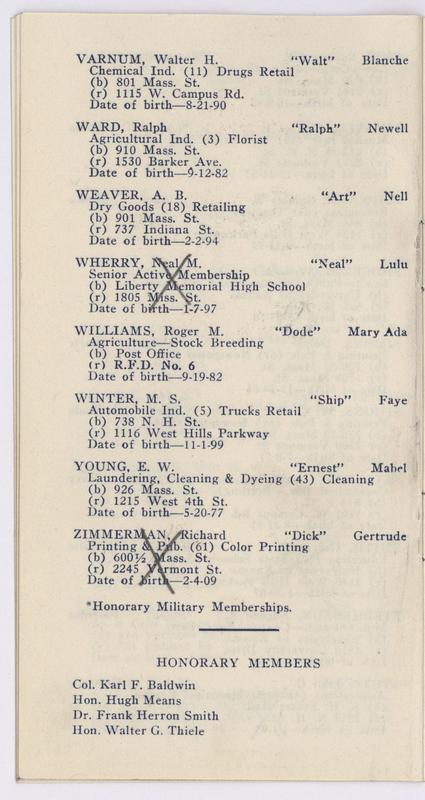 VARNUM, Walter H. "Walt" Blanche
Chemical Ind. (11) Drugs Retail
(b) 801 Mass. St.
(r) 1115 W. Campus Rd.
Date of birth—8-21-90
WARD, Ralph "Ralph" Newell
Agricultural Ind. (3) Florist
(b) 910 Mass. St.
(r) 1530 Barker Ave.
Date of birth—9-12-82
WEAVER, A. B. "Art" Nell
Dry Goods (18) Retailing
(b) 901 Mass. St.
(r) 737 Indiana St.
Date of birth—2-2-94
WHERRY, Neal M. "Neal" Lulu
Senior Active Membership
(b) Liberty Memorial High School
(r) 1805 Miss. St.
Date of birth—1-7-97
WILLIAMS, Roger M. "Dode" Mary Ada
Agriculture—Stock Breeding
(b) Post Office
(r) R.F.D. No. 6
Date of birth—9-19-82
WINTER, M. S. "Ship" Faye
Automobile Ind. (5) Trucks Retail
(b) 738 N. H. St.
(r) 1116 West Hills Parkway
Date of birth—11-1-99
YOUNG, E. W. "Ernest" Mabel
Laundering, Cleaning & Dyeing (43) Cleaning
(b) 926 Mass. St.
(r) 1215 West 4th St.
Date of birth—5-20-77
ZIMMERMAN, Richard "Dick" Gertrude
Printing & Pub. (61) Color Printing
(b) 600½ Mass. St.
(r) 2245 Vermont St.
Date of birth—2-4-09
*Honorary Military Memberships.
HONORARY MEMBERS
Col. Karl F. Baldwin
Hon. Hugh Means
Dr. Frank Herron Smith
Hon. Walter G. Thiele